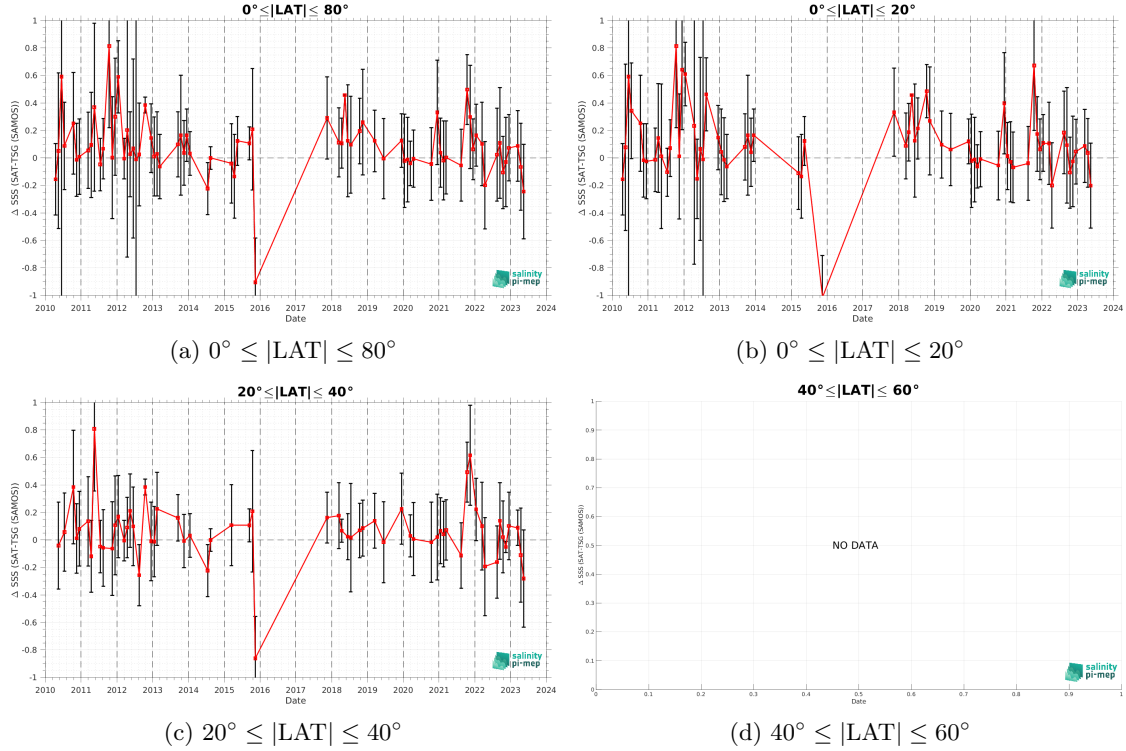 0°≤|LAT|≤ 80°
Δ SSS (SAT-TSG (SAMOS))
1
0.8
0.6
0.4
0.2
0
-0.2
-0.4
-0.6
-0.8
-1
2010 2011 2012 2013 2014 2015 2016 2017 2018 2019 2020 2021 2022 2023 2024
Date
salinity
pi-mep
(a) 0° ≤ |LAT| ≤ 80°
0°≤|LAT|≤ 20°
Δ SSS (SAT-TSG (SAMOS))
1
0.8
0.6
0.4
0.2
0
-0.2
-0.4
-0.6
-0.8
-1
2010 2011 2012 2013 2014 2015 2016 2017 2018 2019 2020 2021 2022 2023 2024
Date
salinity
pi-mep
(b) 0° ≤ |LAT| ≤ 20°
20°≤|LAT|≤ 40°
Δ SSS (SAT-TSG (SAMOS))
1
0.8
0.6
0.4
0.2
0
-0.2
-0.4
-0.6
-0.8
-1
2010 2011 2012 2013 2014 2015 2016 2017 2018 2019 2020 2021 2022 2023 2024
Date
salinity
pi-mep
(c) 20° ≤ |LAT| ≤ 40°
40°≤|LAT|≤ 60°
Δ SSS (SAT-TSG (SAMOS))
1
0.9
0.8
0.7
0.6
0.5
0.4
0.3
0.2
0.1
0
NO DATA
0 0.1 0.2 0.3 0.4 0.5 0.6 0.7 0.8 0.9 1
Date
salinity
pi-mep
(d) 40° ≤ |LAT| ≤ 60°